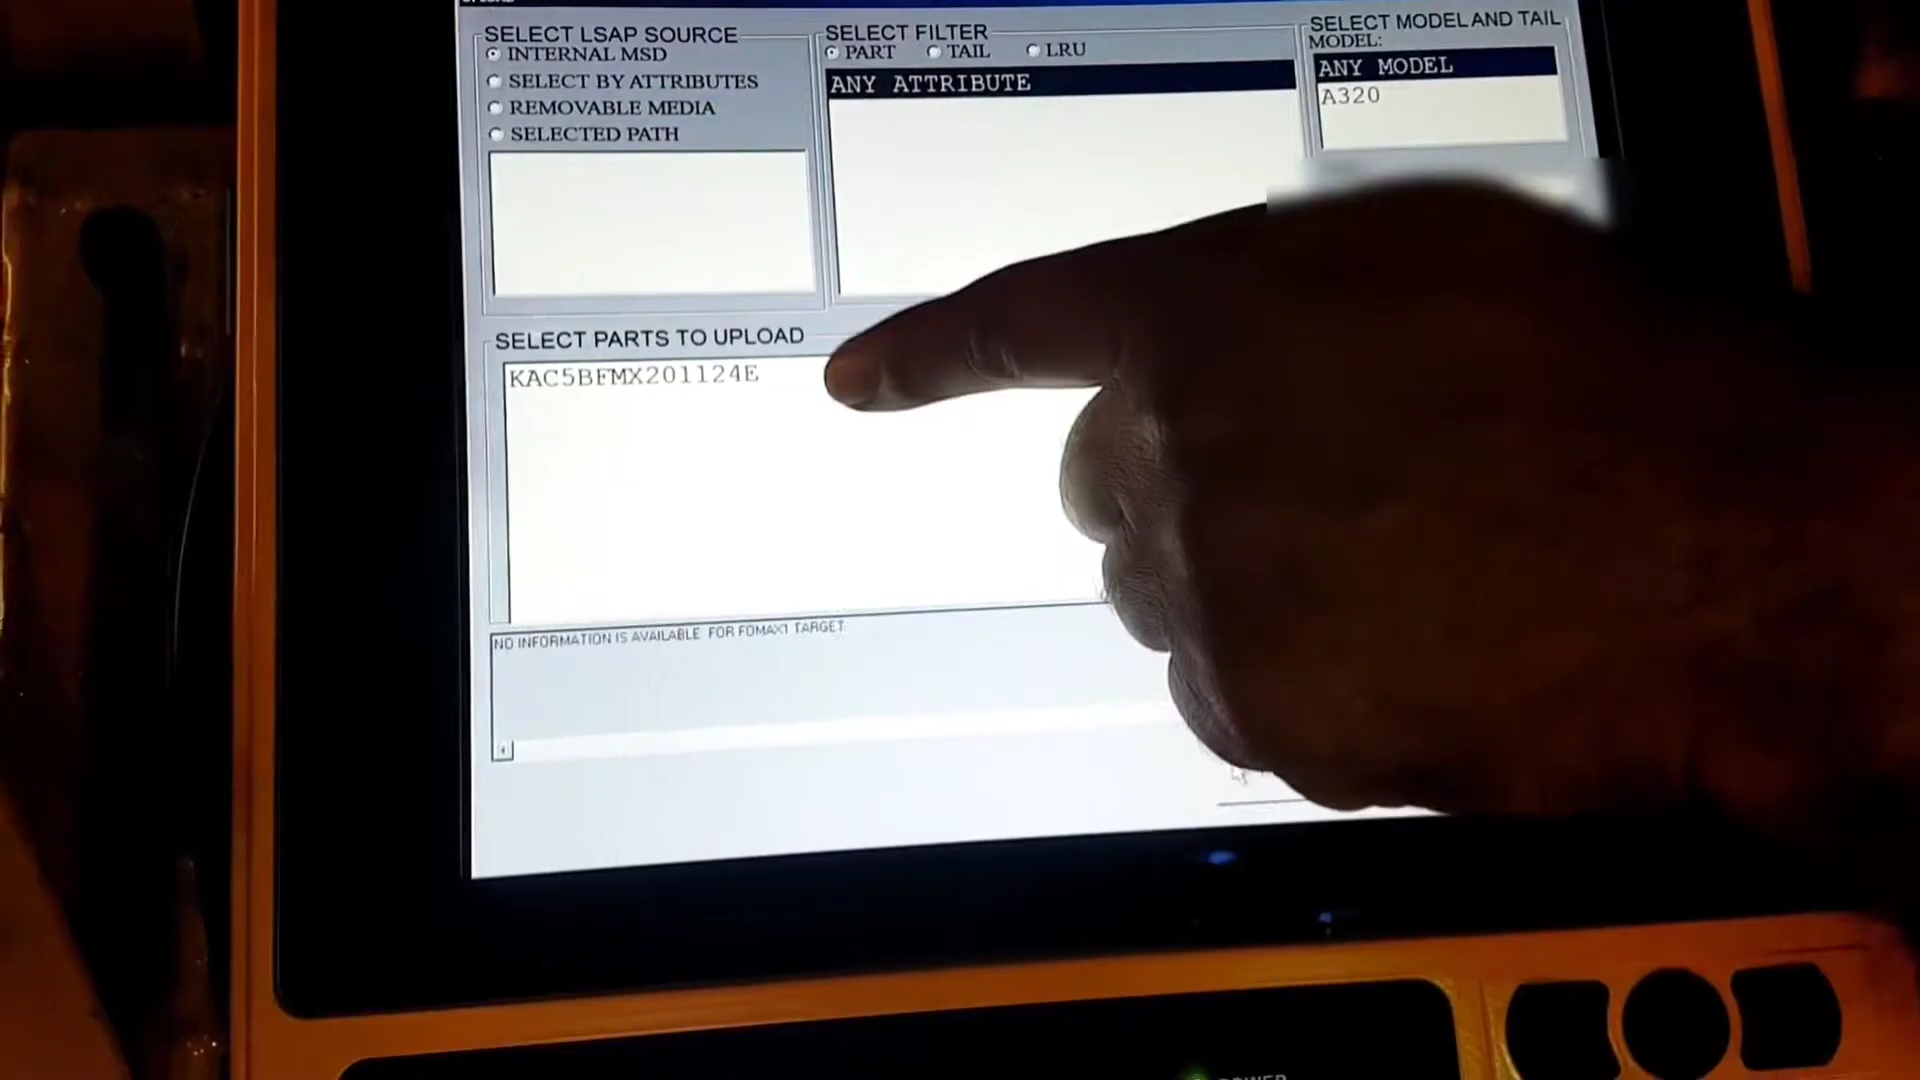 UPLOAD
SELECT LSAP SOURCE
INTERNAL MSD
SELECT BY ATTRIBUTES
REMOVABLE MEDIA
SELECTED PATH
SELECT FILTER
PART TAIL LRU
ANY ATTRIBUTE
SELECT MODEL AND TAIL
MODEL:
ANY MODEL
A320
SELECT PARTS TO UPLOAD
KAC5BFMX201124E
NO INFORMATION IS AVAILABLE FOR FOMAX1 TARGET
POWER